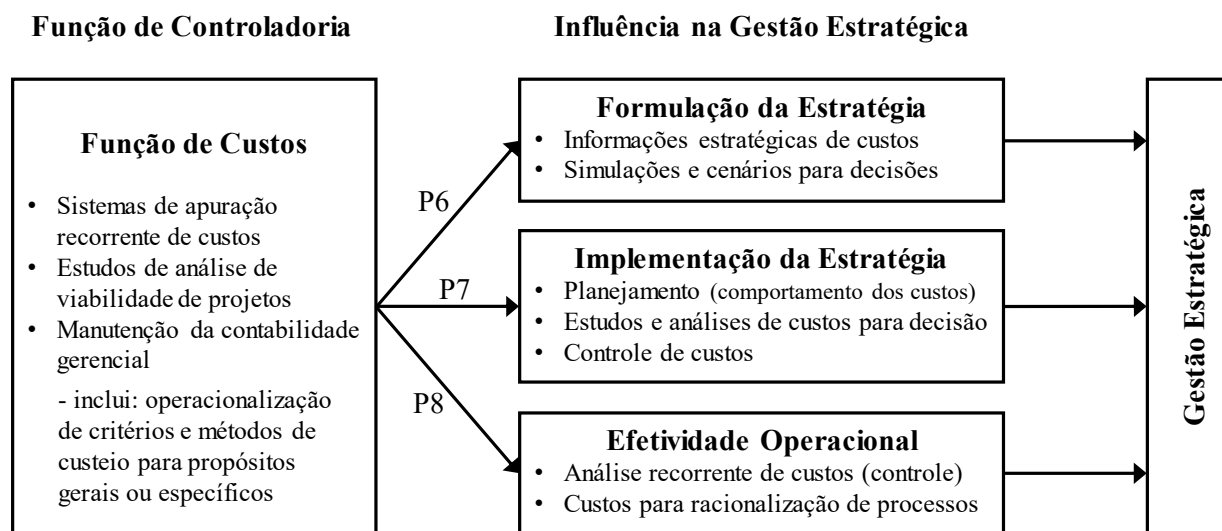 Função de Controladoria
Influência na Gestão Estratégica
Função de Custos
• Sistemas de apuração
recorrente de custos
• Estudos de análise de
viabilidade de projetos
• Manutenção da contabilidade
gerencial
- inclui: operacionalização
de critérios e métodos de
custeio para propósitos
gerais ou específicos
P6
P7
P8
Formulação da Estratégia
• Informações estratégicas de custos
• Simulações e cenários para decisões
Implementação da Estratégia
• Planejamento (comportamento dos custos)
• Estudos e análises de custos para decisão
• Controle de custos
Efetividade Operacional
• Análise recorrente de custos (controle)
• Custos para racionalização de processos
Gestão Estratégica